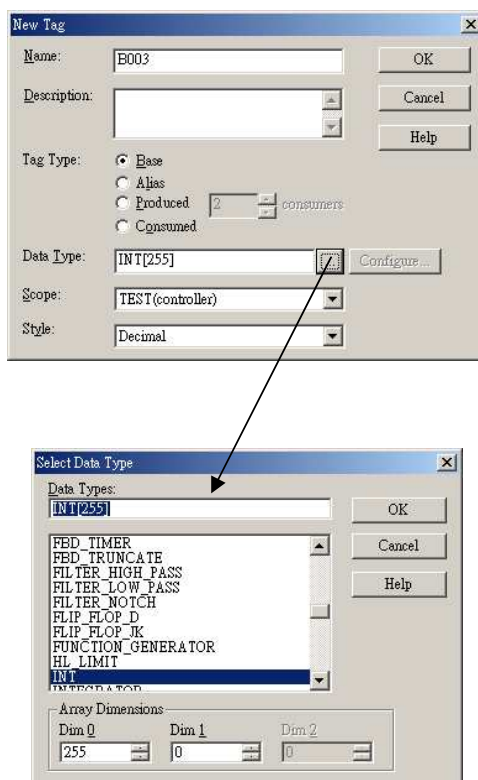 New Tag
Name: B003 OK
Description: Cancel
Help
Tag Type: Base
Alias
Produced 2 consumers
Consumed
Data Type: INT[255] ... Configure...
Scope: TEST(controller)
Style: Decimal
Select Data Type
Data Types:
INT[255] OK
FBD_TIMER Cancel
FBD_TRUNCATE
FILTER_HIGH_PASS Help
FILTER_LOW_PASS
FILTER_NOTCH
FLIP_FLOP_D
FLIP_FLOP_JK
FUNCTION_GENERATOR
HL_LIMIT
INT
INTEGRATOR
Array Dimensions
Dim 0 Dim 1 Dim 2
255 0 0